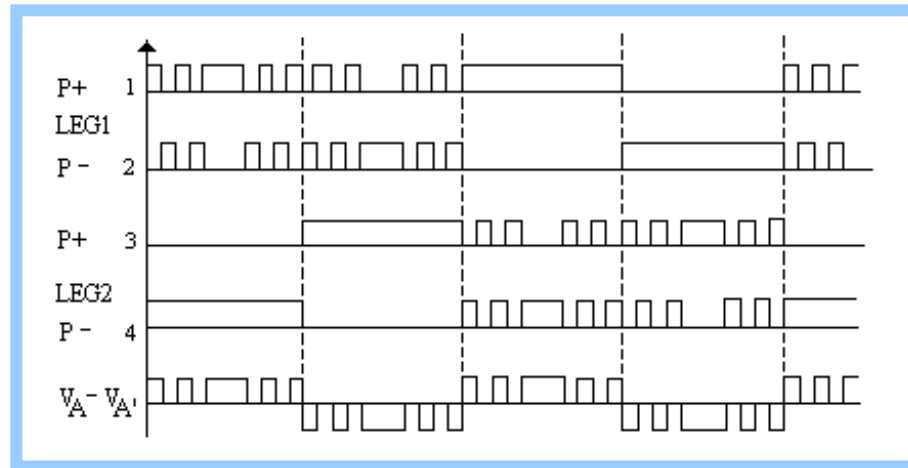 P+ 1
LEG1
P - 2
P+ 3
LEG2
P - 4
VA- VA'